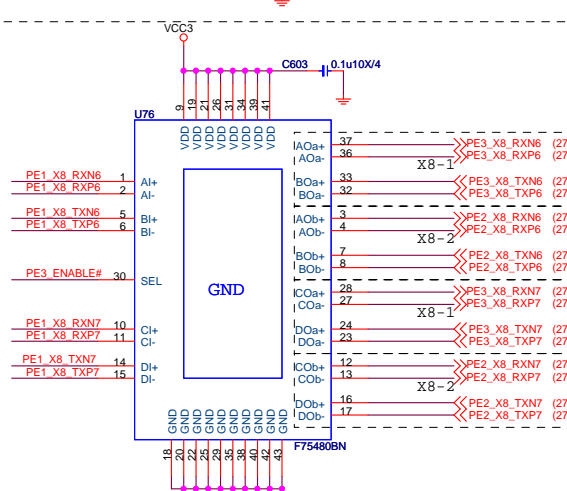 VCC3
C603 0.1u10X/4
U76
9 19 21 26 31 34 39 41
VDD VDD VDD VDD VDD VDD VDD VDD
PE1_X8_RXN6 1 AI+
PE1_X8_RXP6 2 AI-
PE1_X8_TXN6 5 BI+
PE1_X8_TXP6 6 BI-
PE3_ENABLE# 30 SEL
PE1_X8_RXN7 10 CI+
PE1_X8_RXP7 11 CI-
PE1_X8_TXN7 14 DI+
PE1_X8_TXP7 15 DI-
GND
AOa+ 37 PE3_X8_RXN6 (27
AOa- 36 PE3_X8_RXP6 (27
X8-1
BOa+ 33 PE3_X8_TXN6 (27
BOa- 32 PE3_X8_TXP6 (27
AOb+ 3 PE2_X8_RXN6 (27
AOb- 4 PE2_X8_RXP6 (27
X8-2
BOb+ 7 PE2_X8_TXN6 (27
BOb- 8 PE2_X8_TXP6 (27
COa+ 28 PE3_X8_RXN7 (27
COa- 27 PE3_X8_RXP7 (27
X8-1
DOa+ 24 PE3_X8_TXN7 (27
DOa- 23 PE3_X8_TXP7 (27
COb+ 12 PE2_X8_RXN7 (27
COb- 13 PE2_X8_RXP7 (27
X8-2
DOb+ 16 PE2_X8_TXN7 (27
DOb- 17 PE2_X8_TXP7 (27
GND GND GND GND GND GND GND GND GND GND
18 20 22 25 29 35 38 40 42 43
F75480BN